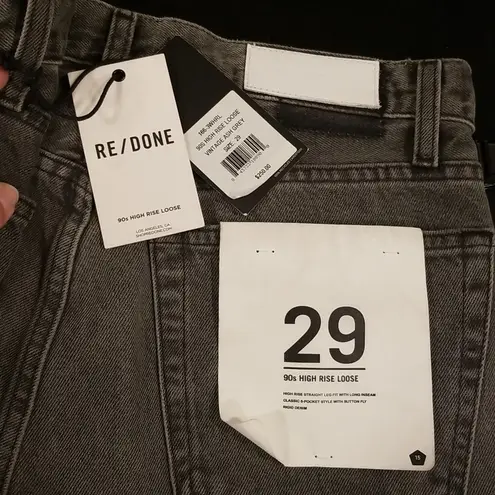 RE/DONE
90s HIGH RISE LOOSE
LOS ANGELES, CA
SHOPREDONE.COM
90S HIGH RISE LOOSE
VINTAGE ASH GREY
SIZE: 29
$250.00
29
90s HIGH RISE LOOSE
HIGH RISE STRAIGHT LEG FIT WITH LONG INSEAM
CLASSIC 5-POCKET STYLE WITH BUTTON FLY
RIGID DENIM